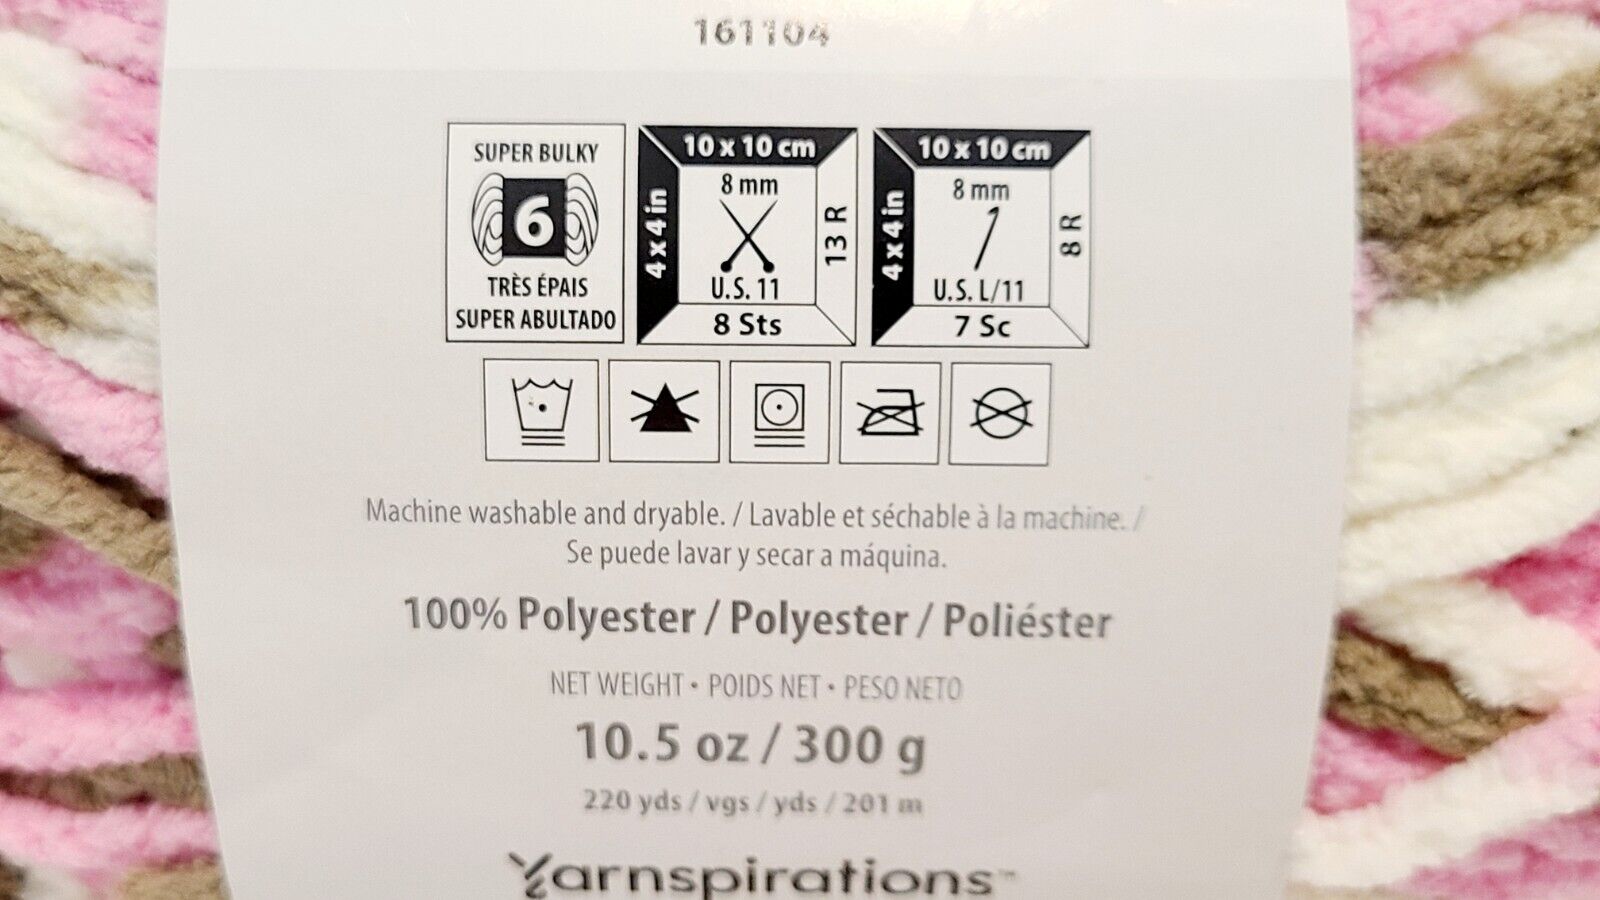 161104
SUPER BULKY
6
TRÈS ÉPAIS
SUPER ABULTADO
10 x 10 cm
4 x 4 in
8 mm
U.S. 11
13 R
8 Sts
10 x 10 cm
4 x 4 in
8 mm
U.S. L/11
8 R
7 Sc
Machine washable and dryable. / Lavable et séchable à la machine. /
Se puede lavar y secar a máquina.
100% Polyester / Polyester / Poliéster
NET WEIGHT • POIDS NET • PESO NETO
10.5 oz / 300 g
220 yds / vgs / yds / 201 m
Yarnspirations™